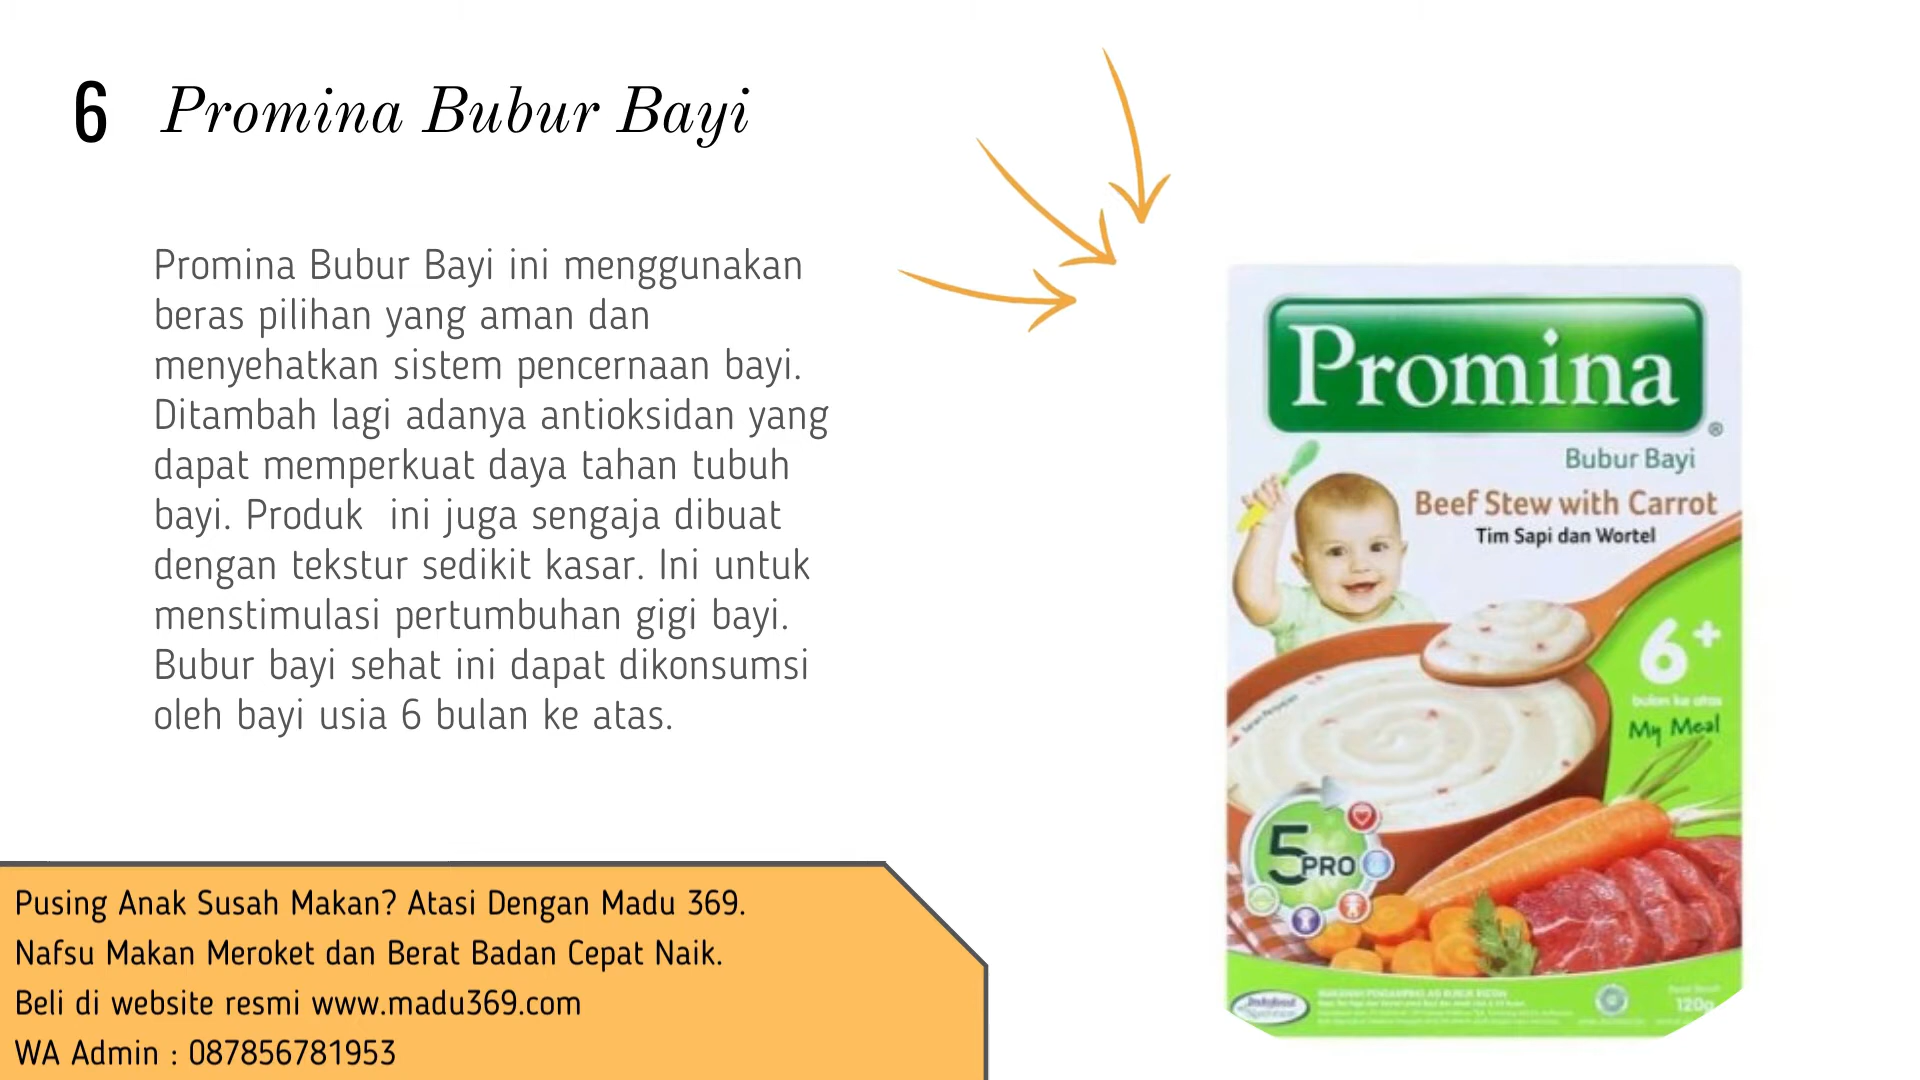 6 Promina Bubur Bayi
Promina Bubur Bayi ini menggunakan
beras pilihan yang aman dan
menyehatkan sistem pencernaan bayi.
Ditambah lagi adanya antioksidan yang
dapat memperkuat daya tahan tubuh
bayi. Produk  ini juga sengaja dibuat
dengan tekstur sedikit kasar. Ini untuk
menstimulasi pertumbuhan gigi bayi.
Bubur bayi sehat ini dapat dikonsumsi
oleh bayi usia 6 bulan ke atas.
Promina
®
Bubur Bayi
Beef Stew with Carrot
Tim Sapi dan Wortel
6+
bulan ke atas
My Meal
5 PRO
Indofood
120g
Pusing Anak Susah Makan? Atasi Dengan Madu 369.
Nafsu Makan Meroket dan Berat Badan Cepat Naik.
Beli di website resmi www.madu369.com
WA Admin : 087856781953